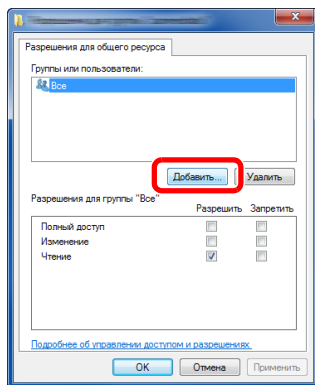 Разрешения для общего ресурса
Группы или пользователи:
Все
Добавить... Удалить
Разрешения для группы "Все"
Разрешить Запретить
Полный доступ
Изменение
Чтение
Подробнее об управлении доступом и разрешениях
ОК Отмена Применить